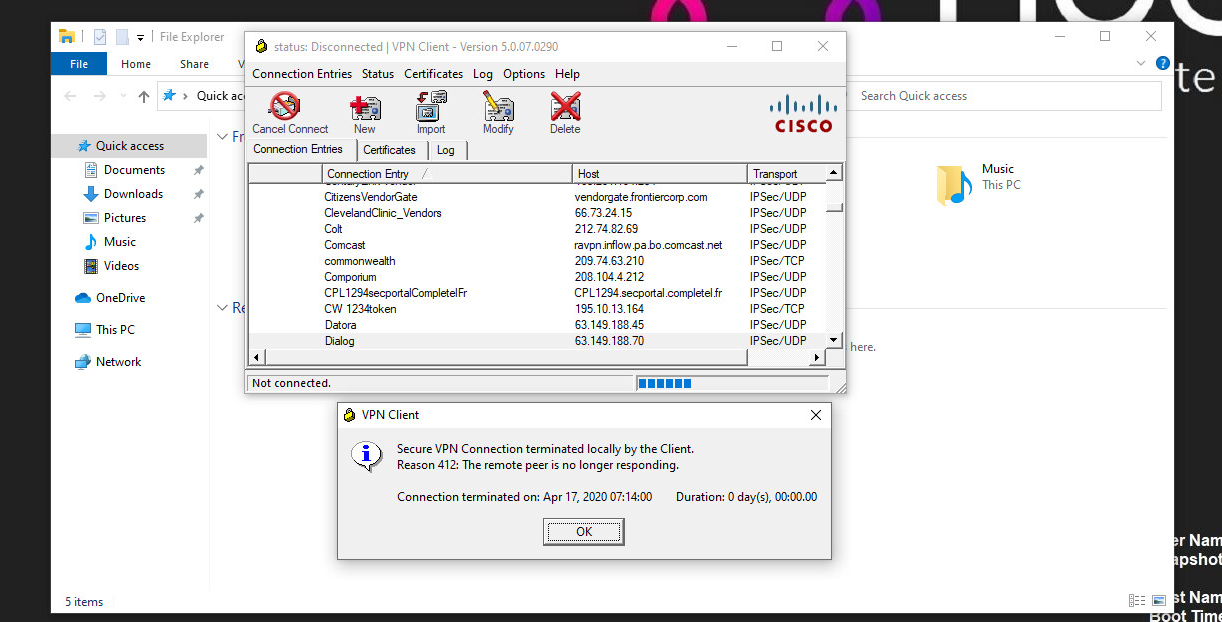 File Explorer
File
Home
Share
Quick access
Documents
Downloads
Pictures
Music
Videos
OneDrive
This PC
Network
5 items
status: Disconnected | VPN Client - Version 5.0.07.0290
Connection Entries Status Certificates Log Options Help
Cancel Connect New Import Modify Delete
CISCO
Connection Entries Certificates Log
Connection Entry / Host Transport
CitizensVendorGate vendorgate.frontiercorp.com IPSec/UDP
ClevelandClinic_Vendors 66.73.24.15 IPSec/UDP
Colt 212.74.82.69 IPSec/UDP
Comcast ravpn.inflow.pa.bo.comcast.net IPSec/UDP
commonwealth 209.74.63.210 IPSec/TCP
Comporium 208.104.4.212 IPSec/UDP
CPL1294secportalCompletelFr CPL1294.secportal.completel.fr IPSec/UDP
CW 1234token 195.10.13.164 IPSec/TCP
Datora 63.149.188.45 IPSec/UDP
Dialog 63.149.188.70 IPSec/UDP
Not connected.
VPN Client
Secure VPN Connection terminated locally by the Client.
Reason 412: The remote peer is no longer responding.
Connection terminated on: Apr 17, 2020 07:14:00 Duration: 0 day(s), 00:00.00
OK
Search Quick access
Music
This PC
here.
te
er Nam
apshot
st Nam
Boot Time